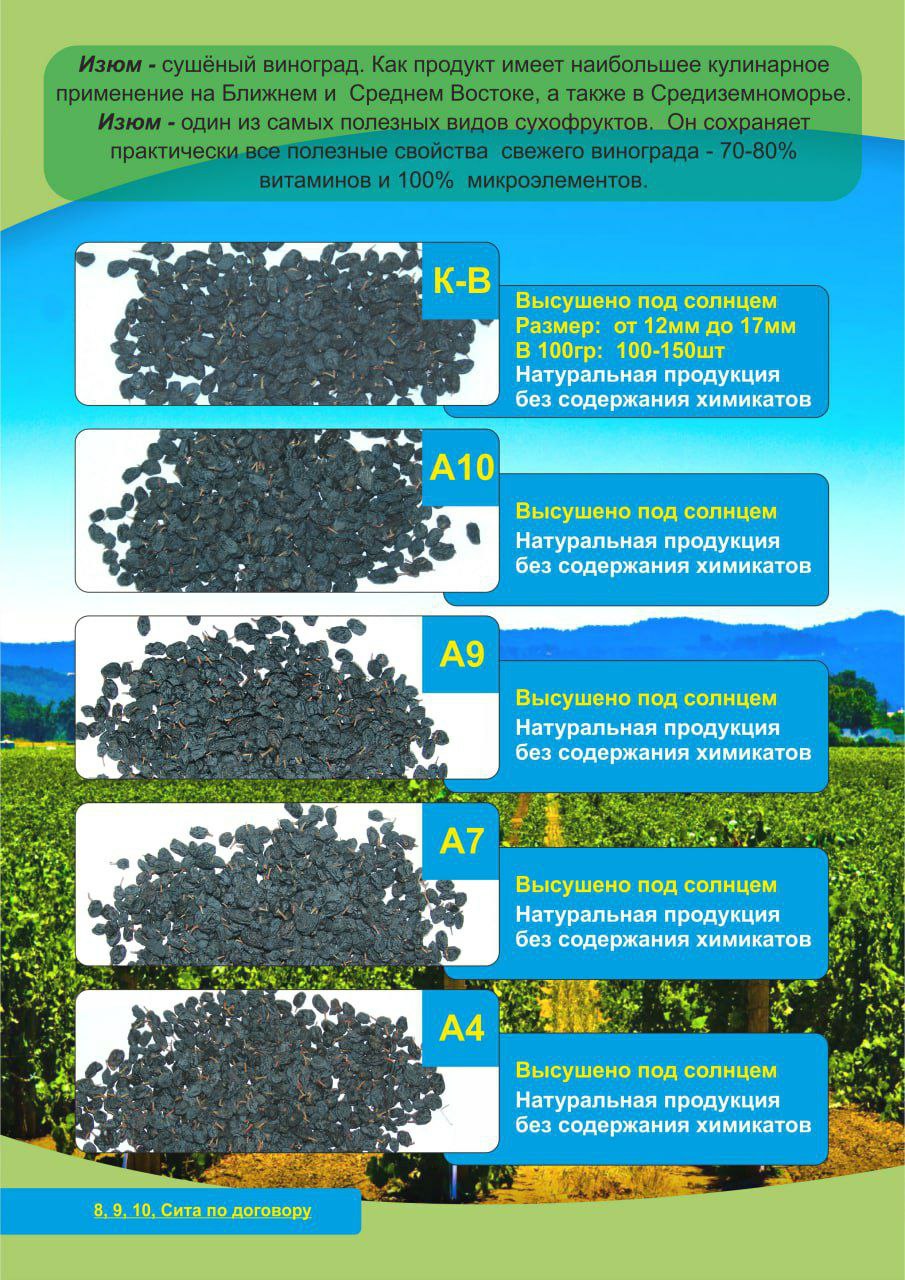 Изюм - сушёный виноград. Как продукт имеет наибольшее кулинарное
применение на Ближнем и Среднем Востоке, а также в Средиземноморье.
Изюм - один из самых полезных видов сухофруктов. Он сохраняет
практически все полезные свойства свежего винограда - 70-80%
витаминов и 100% микроэлементов.
К-В
Высушено под солнцем
Размер: от 12мм до 17мм
В 100гр: 100-150шт
Натуральная продукция
без содержания химикатов
А10
Высушено под солнцем
Натуральная продукция
без содержания химикатов
А9
Высушено под солнцем
Натуральная продукция
без содержания химикатов
А7
Высушено под солнцем
Натуральная продукция
без содержания химикатов
А4
Высушено под солнцем
Натуральная продукция
без содержания химикатов
8, 9, 10, Сита по договору